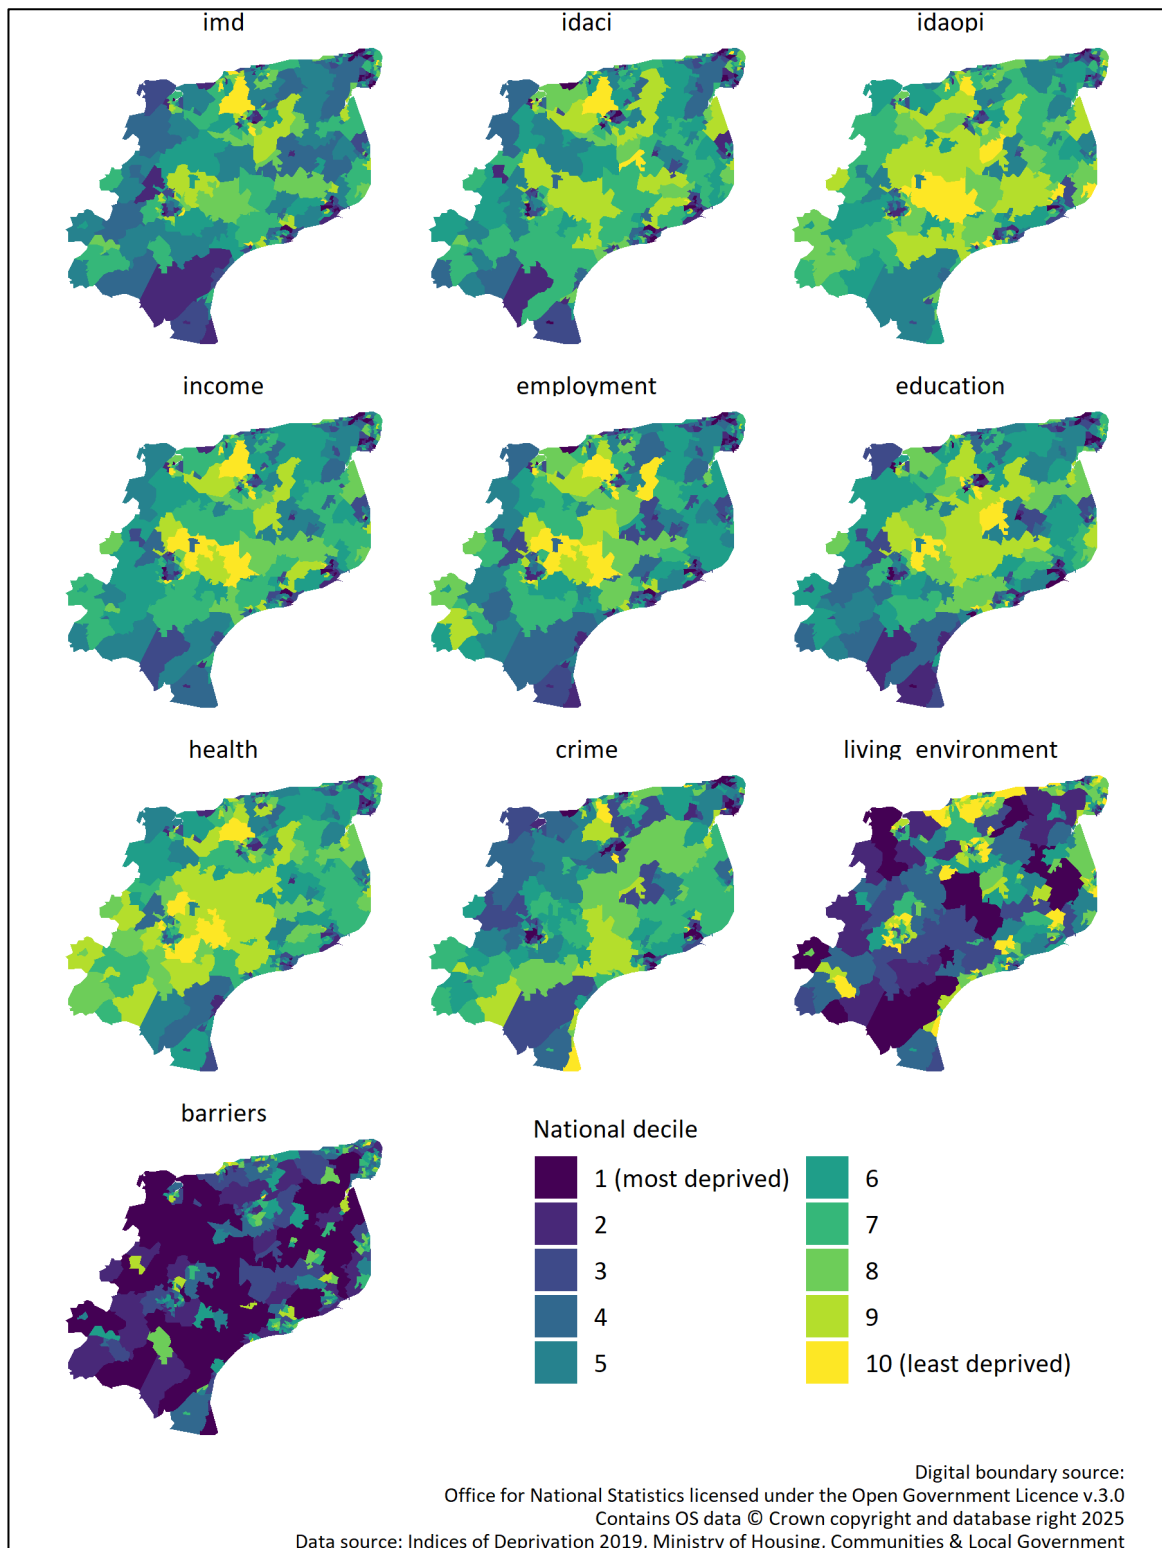 imd idaci idaopi
income employment education
health crime living_environment
barriers
National decile
1 (most deprived) 6
2 7
3 8
4 9
5 10 (least deprived)
Digital boundary source:
Office for National Statistics licensed under the Open Government Licence v.3.0
Contains OS data © Crown copyright and database right 2025
Data source: Indices of Deprivation 2019, Ministry of Housing, Communities & Local Government